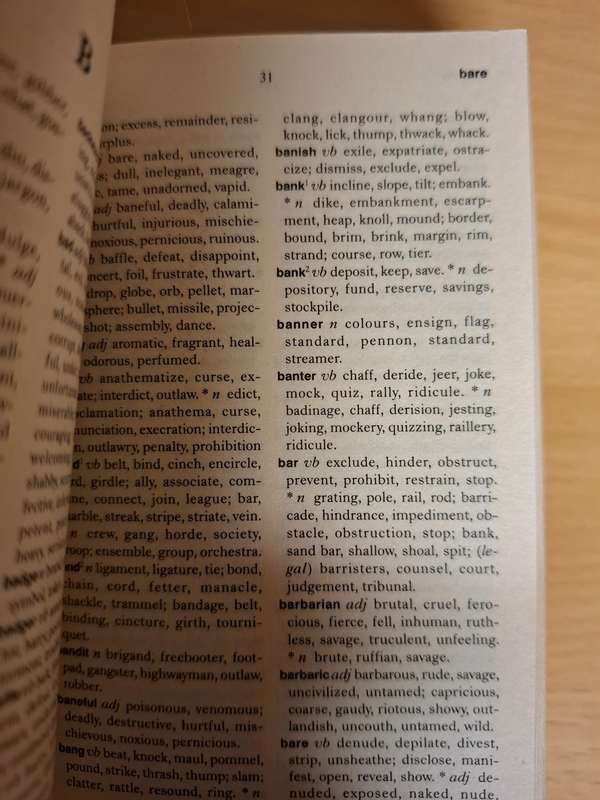 B
31
bare
on; excess, remainder, resi-
rplus.
bare, naked, uncovered,
s; dull, inelegant, meagre,
c, tame, unadorned, vapid.
adj baneful, deadly, calami-
hurtful, injurious, mischie-
noxious, pernicious, ruinous.
b baffle, defeat, disappoint,
ncert, foil, frustrate, thwart.
drop, globe, orb, pellet, mar-
sphere; bullet, missile, projec-
shot; assembly, dance.
adj aromatic, fragrant, heal-
odorous, perfumed.
vb anathematize, curse, ex-
ate; interdict, outlaw. * n edict,
clamation; anathema, curse,
nunciation, execration; interdic-
n, outlawry, penalty, prohibition
d¹ vb belt, bind, cinch, encircle,
rd, girdle; ally, associate, com-
ne, connect, join, league; bar,
arble, streak, stripe, striate, vein.
n crew, gang, horde, society,
roop; ensemble, group, orchestra.
and² n ligament, ligature, tie; bond,
chain, cord, fetter, manacle,
shackle, trammel; bandage, belt,
binding, cincture, girth, tourni-
quet.
bandit n brigand, freebooter, foot-
pad, gangster, highwayman, outlaw,
robber.
baneful adj poisonous, venomous;
deadly, destructive, hurtful, mis-
chievous, noxious, pernicious.
bang vb beat, knock, maul, pommel,
pound, strike, thrash, thump; slam;
clatter, rattle, resound, ring. * n
clang, clangour, whang; blow,
knock, lick, thump, thwack, whack.
banish vb exile, expatriate, ostra-
cize; dismiss, exclude, expel.
bank¹ vb incline, slope, tilt; embank.
* n dike, embankment, escarp-
ment, heap, knoll, mound; border,
bound, brim, brink, margin, rim,
strand; course, row, tier.
bank² vb deposit, keep, save. * n de-
pository, fund, reserve, savings,
stockpile.
banner n colours, ensign, flag,
standard, pennon, standard,
streamer.
banter vb chaff, deride, jeer, joke,
mock, quiz, rally, ridicule. * n
badinage, chaff, derision, jesting,
joking, mockery, quizzing, raillery,
ridicule.
bar vb exclude, hinder, obstruct,
prevent, prohibit, restrain, stop.
* n grating, pole, rail, rod; barri-
cade, hindrance, impediment, ob-
stacle, obstruction, stop; bank,
sand bar, shallow, shoal, spit; (le-
gal) barristers, counsel, court,
judgement, tribunal.
barbarian adj brutal, cruel, fero-
cious, fierce, fell, inhuman, ruth-
less, savage, truculent, unfeeling.
* n brute, ruffian, savage.
barbaric adj barbarous, rude, savage,
uncivilized, untamed; capricious,
coarse, gaudy, riotous, showy, out-
landish, uncouth, untamed, wild.
bare vb denude, depilate, divest,
strip, unsheathe; disclose, mani-
fest, open, reveal, show. * adj de-
nuded, exposed, naked, nude,